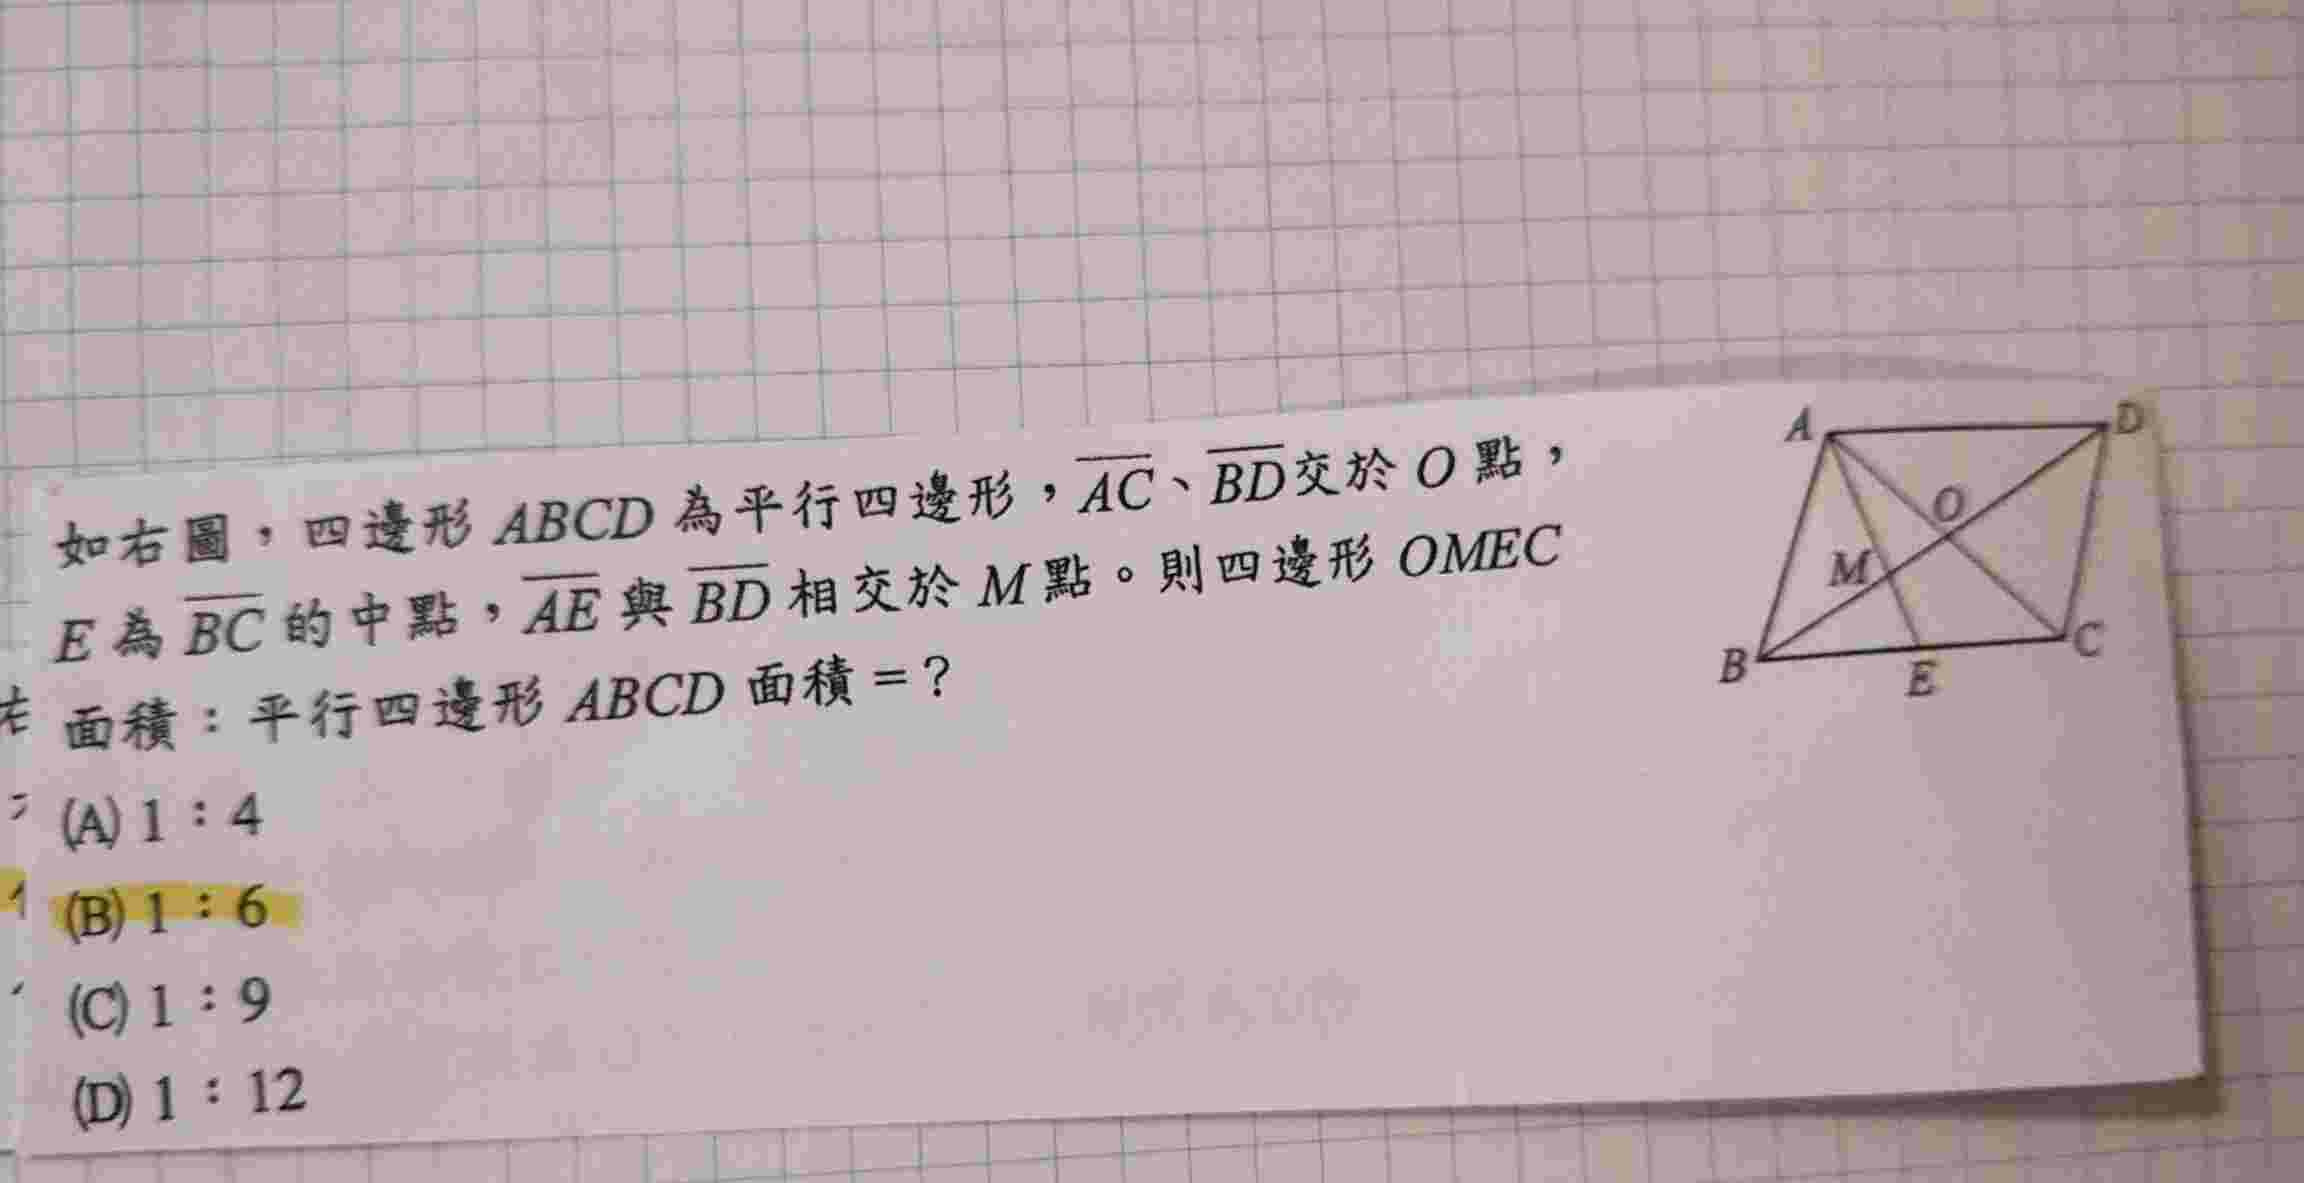 如右圖，四邊形 ABCD 為平行四邊形，AC、BD交於 O 點，
E 為 BC 的中點，AE 與 BD 相交於 M 點。則四邊形 OMEC
面積：平行四邊形 ABCD 面積 = ?
(A) 1：4
(B) 1：6
(C) 1：9
(D) 1：12
A
D
O
M
B
E
C